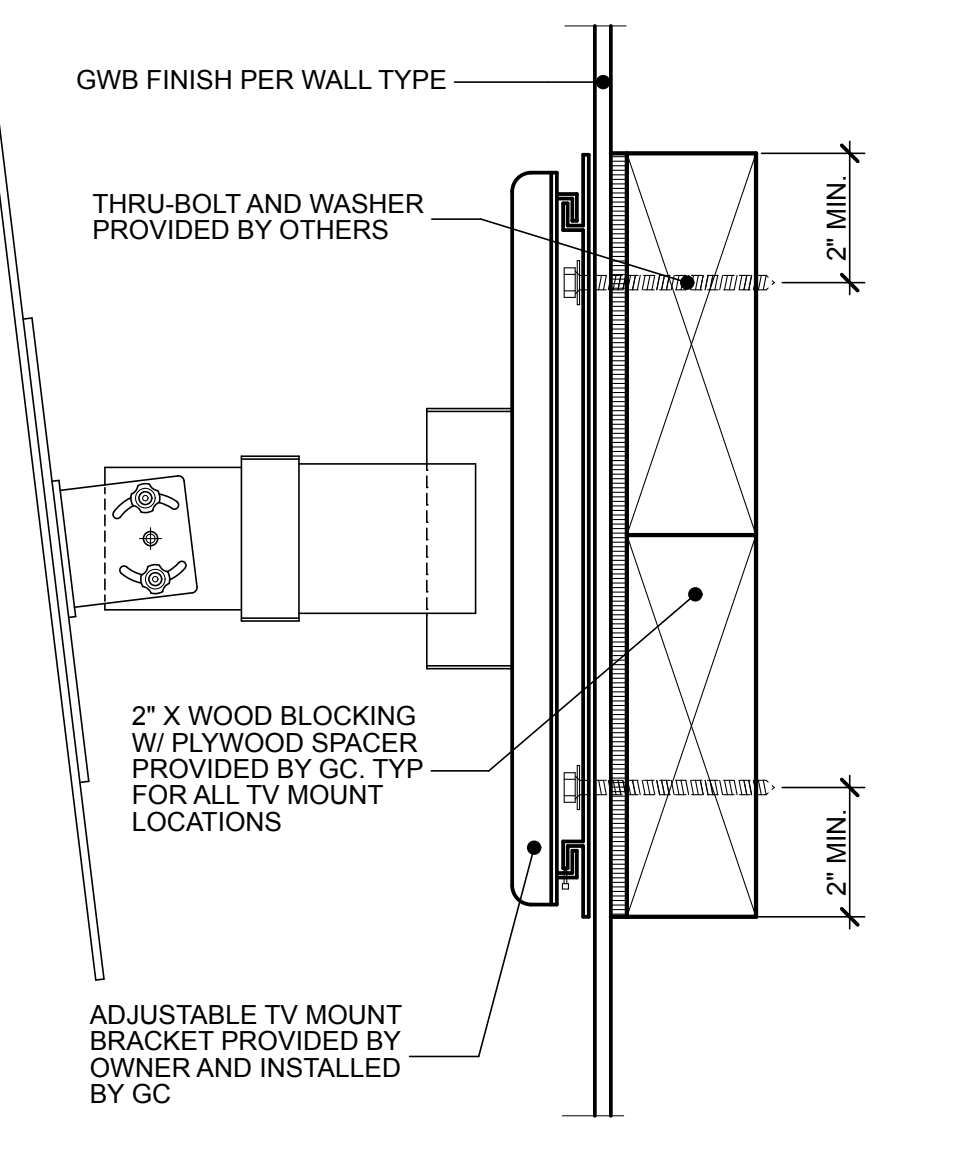 GWB FINISH PER WALL TYPE
THRU-BOLT AND WASHER
PROVIDED BY OTHERS
2" MIN.
2" X WOOD BLOCKING
W/ PLYWOOD SPACER
PROVIDED BY GC. TYP
FOR ALL TV MOUNT
LOCATIONS
2" MIN.
ADJUSTABLE TV MOUNT
BRACKET PROVIDED BY
OWNER AND INSTALLED
BY GC